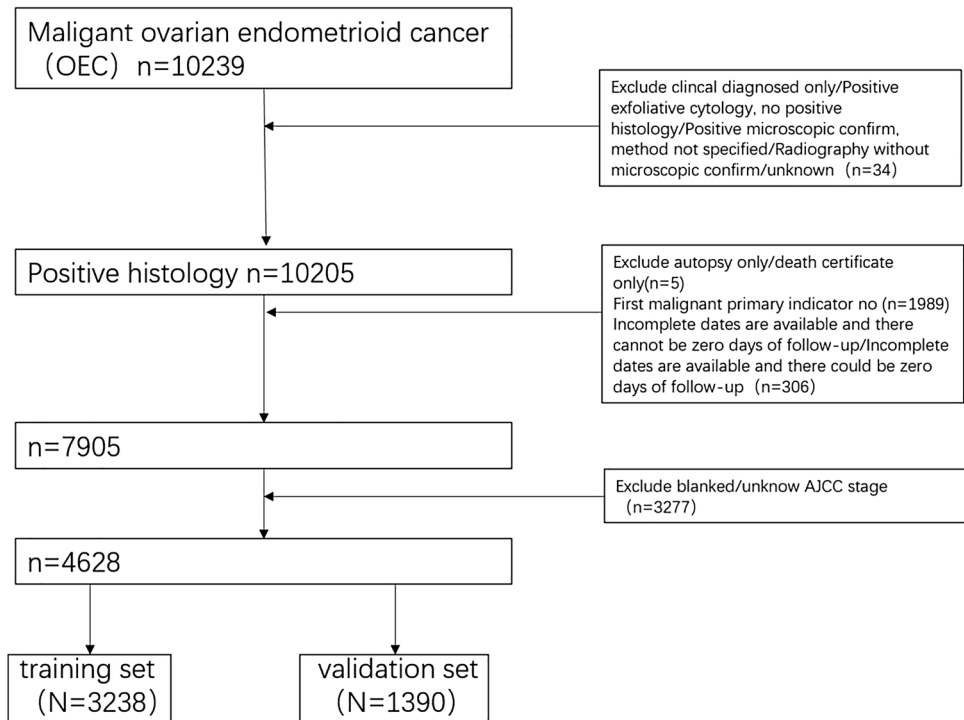 Maligant ovarian endometrioid cancer
（OEC）n=10239
Exclude clincal diagnosed only/Positive
exfoliative cytology, no positive
histology/Positive microscopic confirm,
method not specified/Radiography without
microscopic confirm/unknown（n=34）
Positive histology n=10205
Exclude autopsy only/death certificate
only(n=5)
First malignant primary indicator no (n=1989)
Incomplete dates are available and there
cannot be zero days of follow-up/Incomplete
dates are available and there could be zero
days of follow-up（n=306）
n=7905
Exclude blanked/unknow AJCC stage
（n=3277）
n=4628
training set
（N=3238）
validation set
（N=1390）